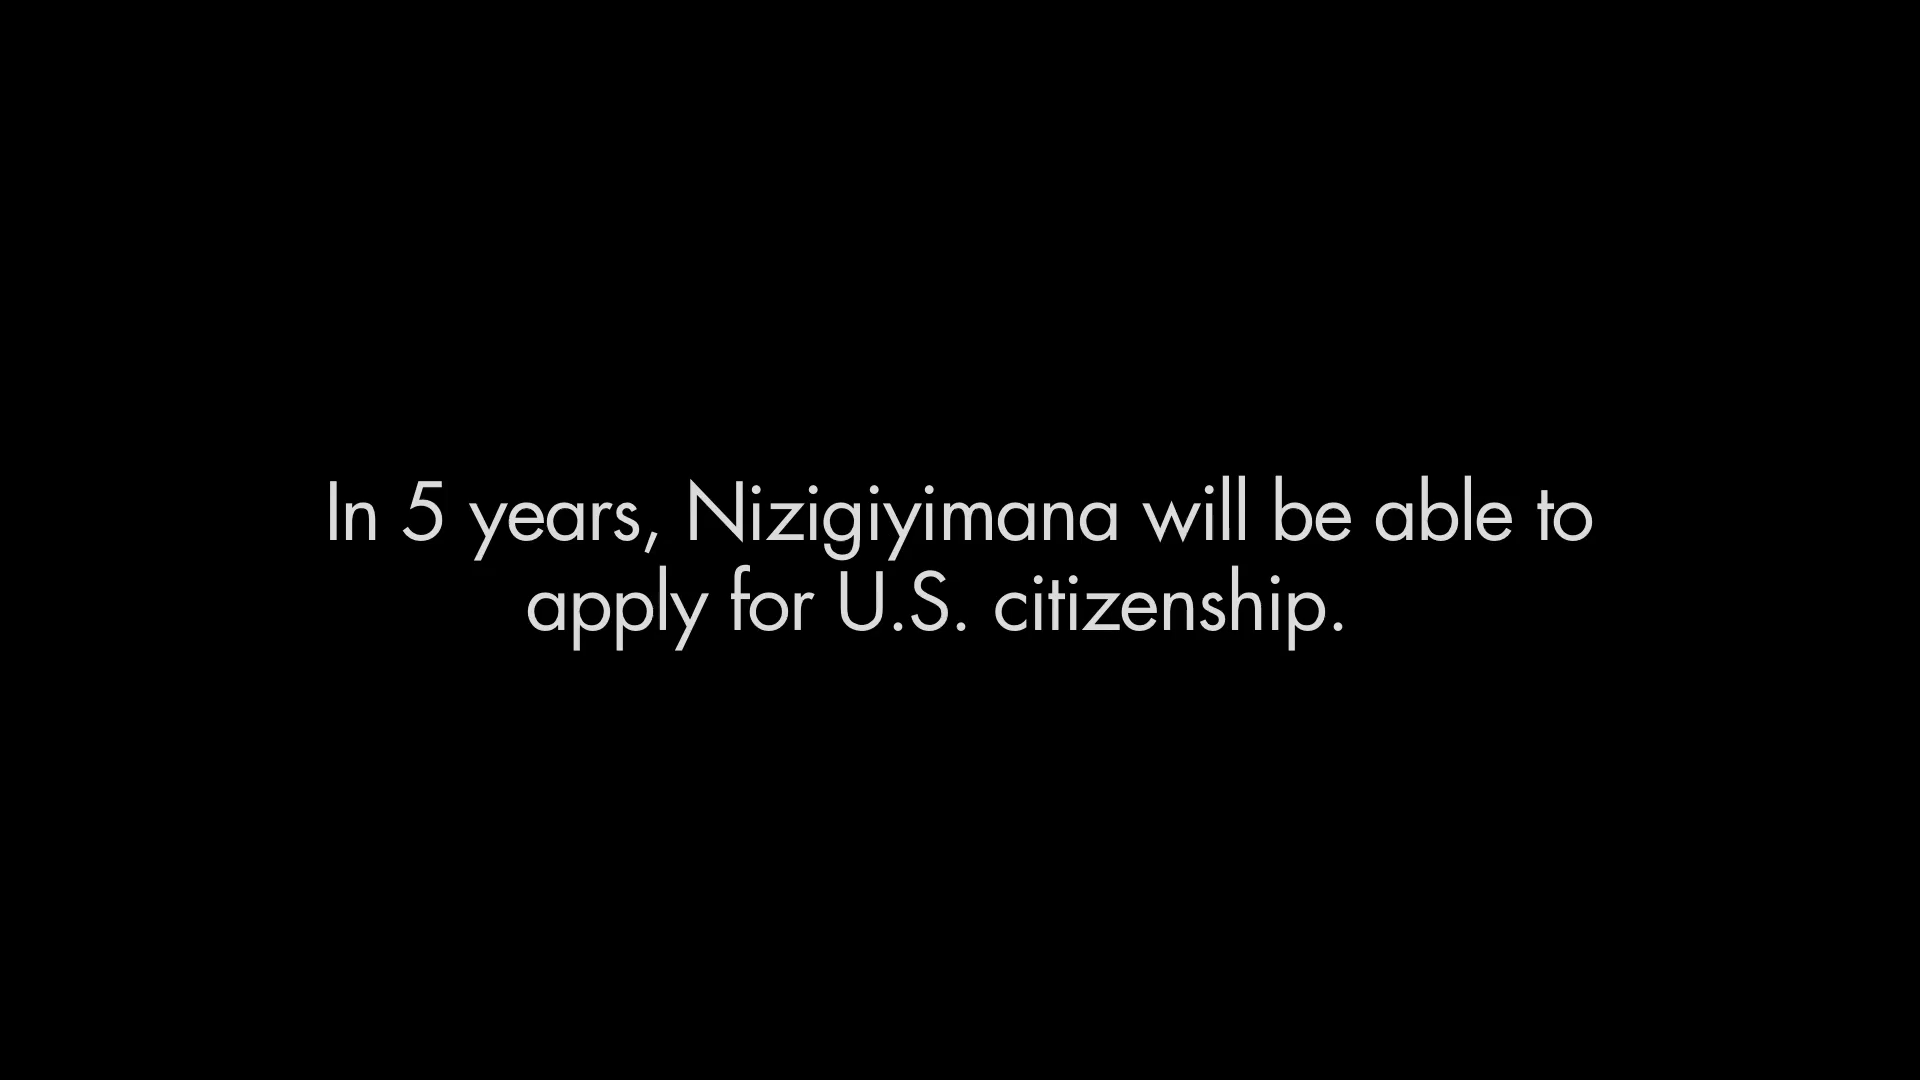 In 5 years, Nizigiyimana will be able to
apply for U.S. citizenship.